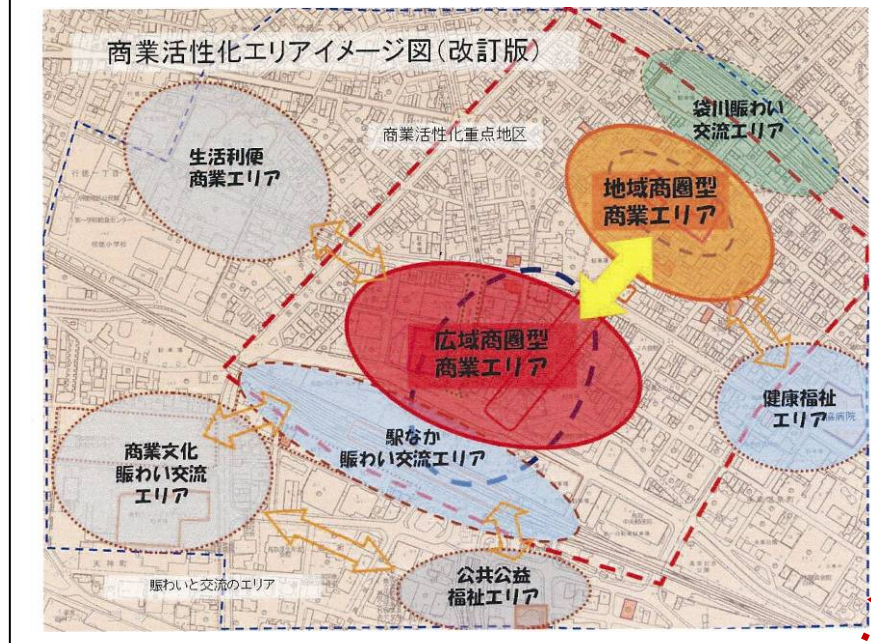 商業活性化エリアイメージ図(改訂版)
袋川賑わい
交流エリア
商業活性化重点地区
生活利便
商業エリア
地域商圏型
商業エリア
広域商圏型
商業エリア
健康福祉
エリア
駅なか
賑わい交流エリア
商業文化
賑わい交流
エリア
天神町
賑わいと交流のエリア
公共公益
福祉エリア